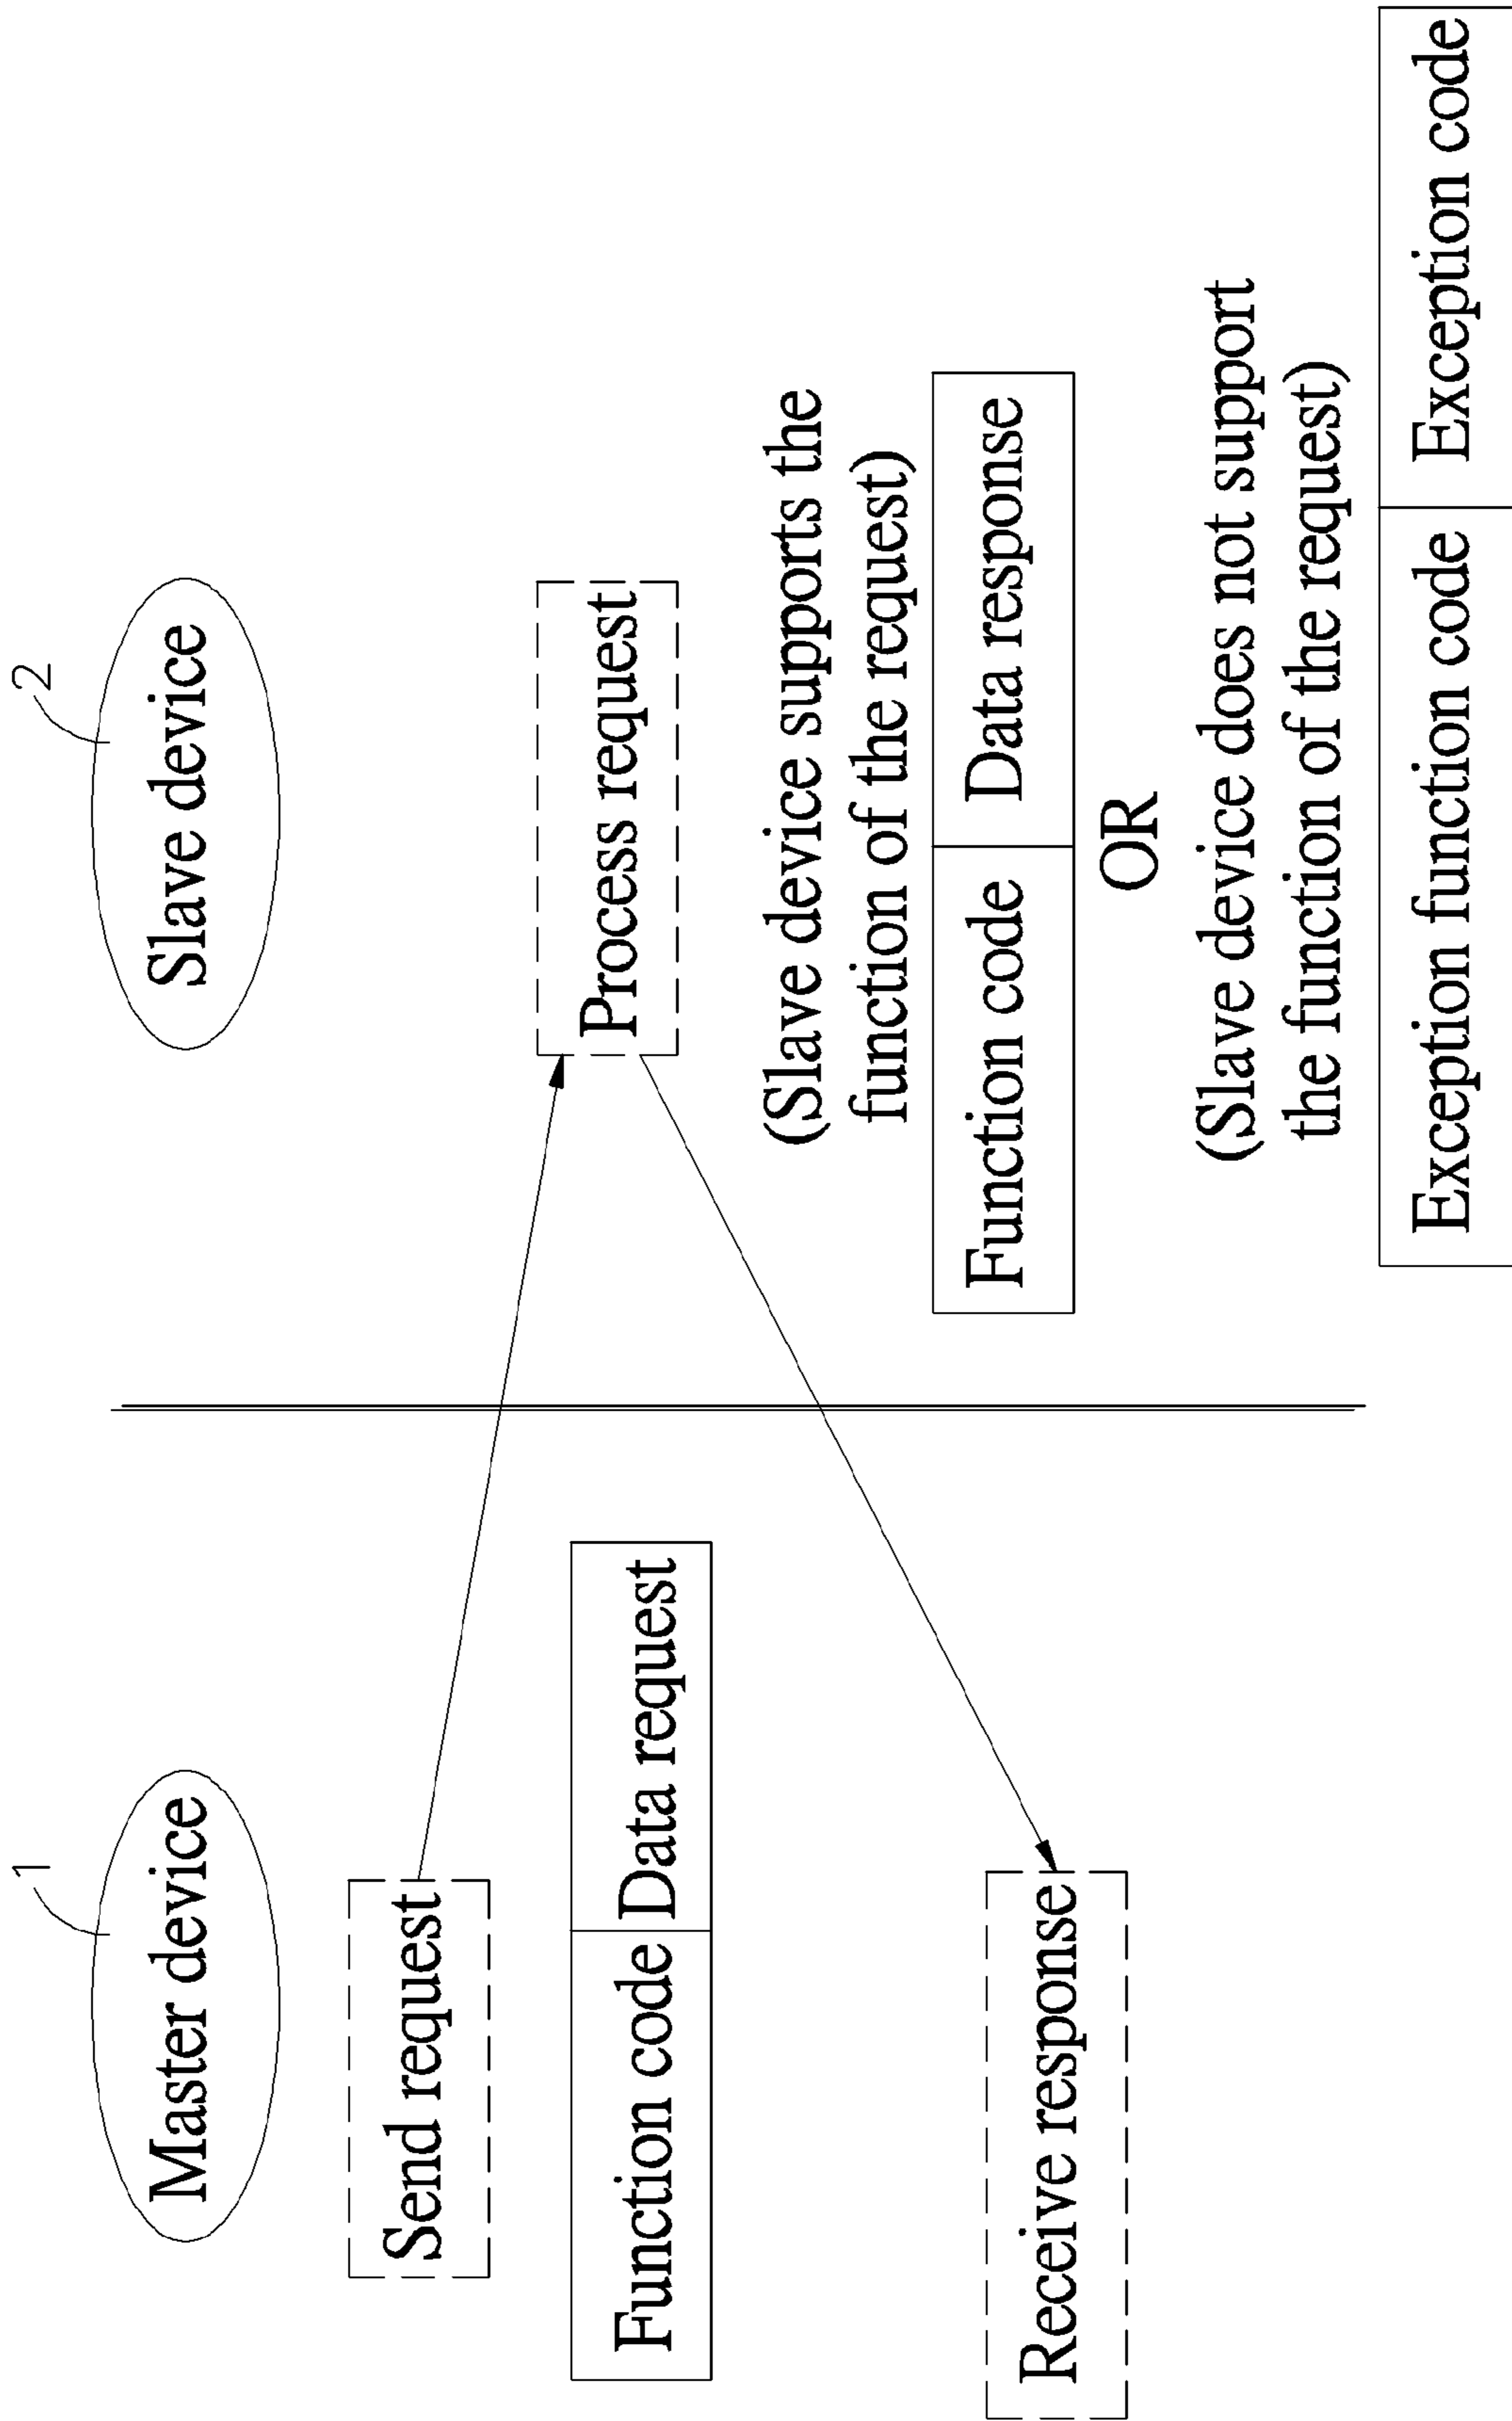 1
Master device
2
Slave device
Send request
Process request
Function code
Data request
(Slave device supports the
function of the request)
Function code
Data response
OR
(Slave device does not support
the function of the request)
Receive response
Exception function code
Exception code